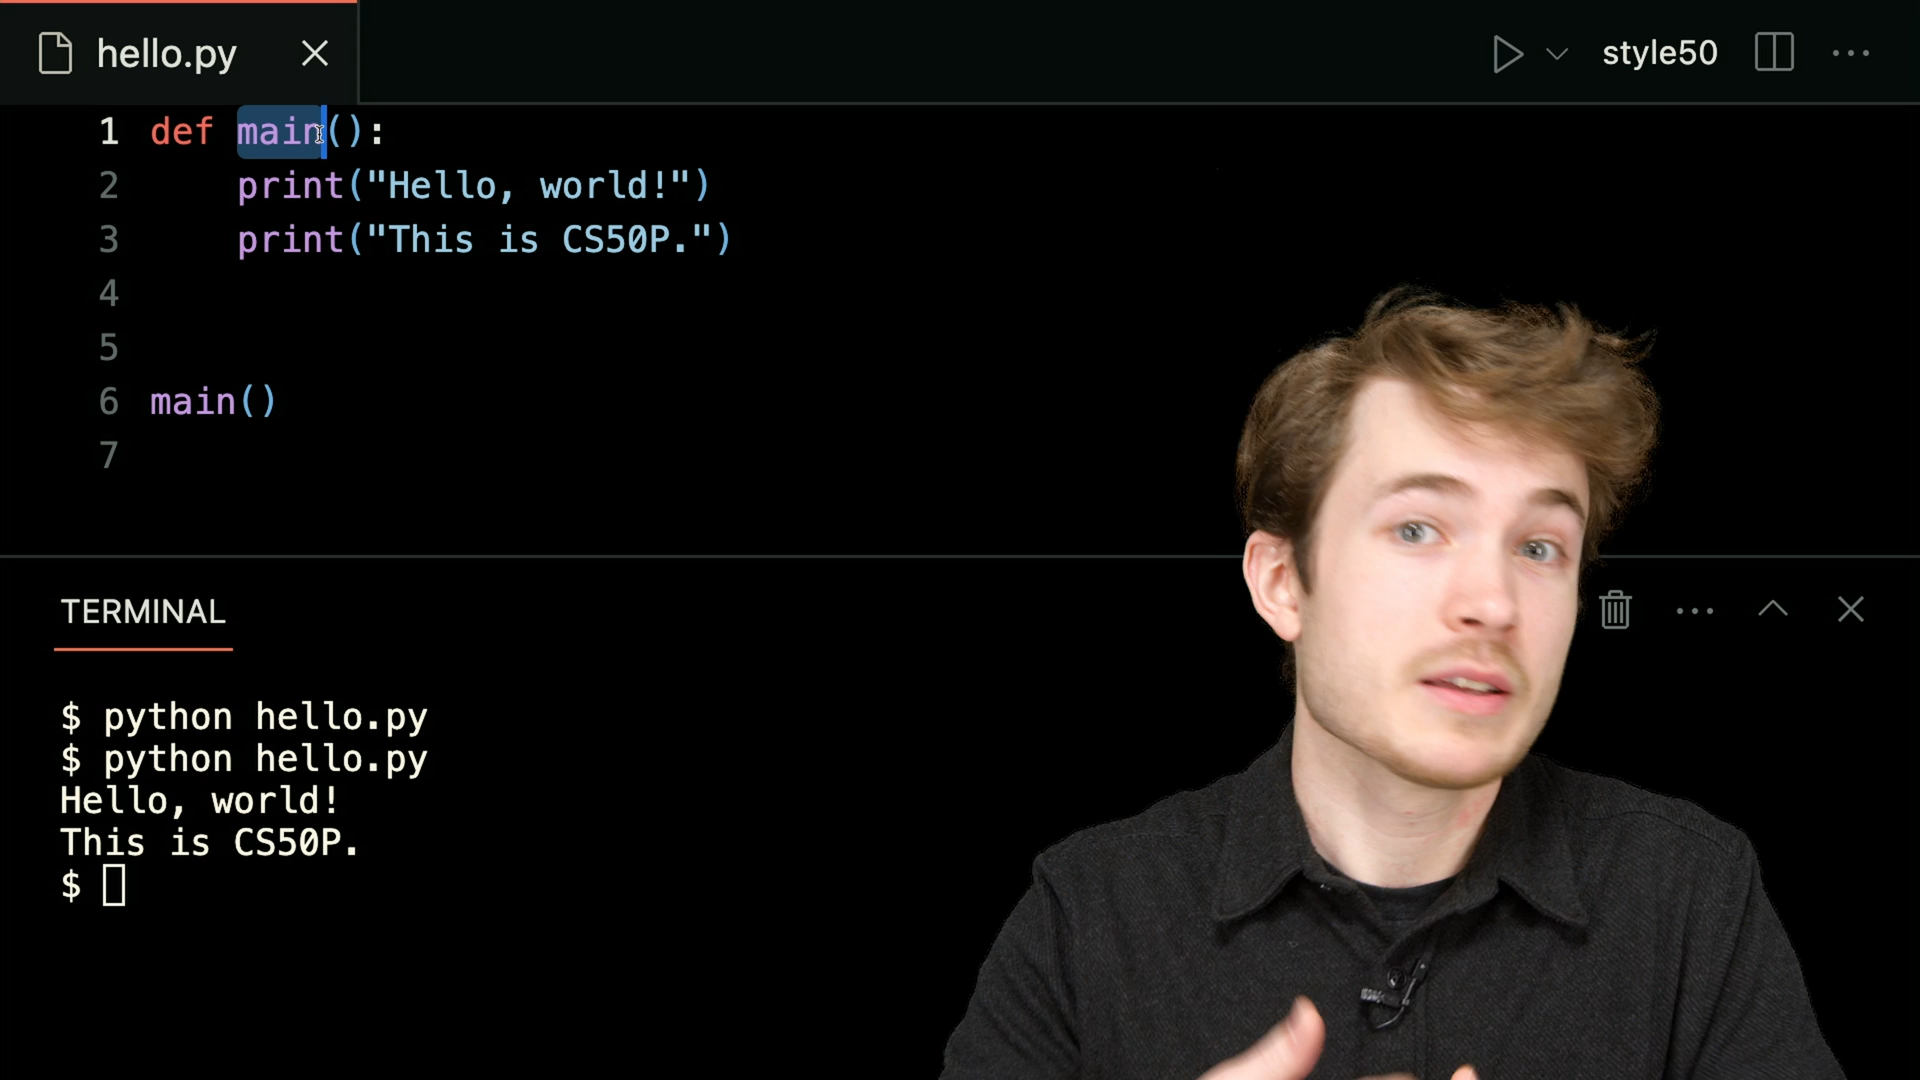 hello.py
style50
1 def main():
2     print("Hello, world!")
3     print("This is CS50P.")
4
5
6 main()
7
TERMINAL
$ python hello.py
$ python hello.py
Hello, world!
This is CS50P.
$